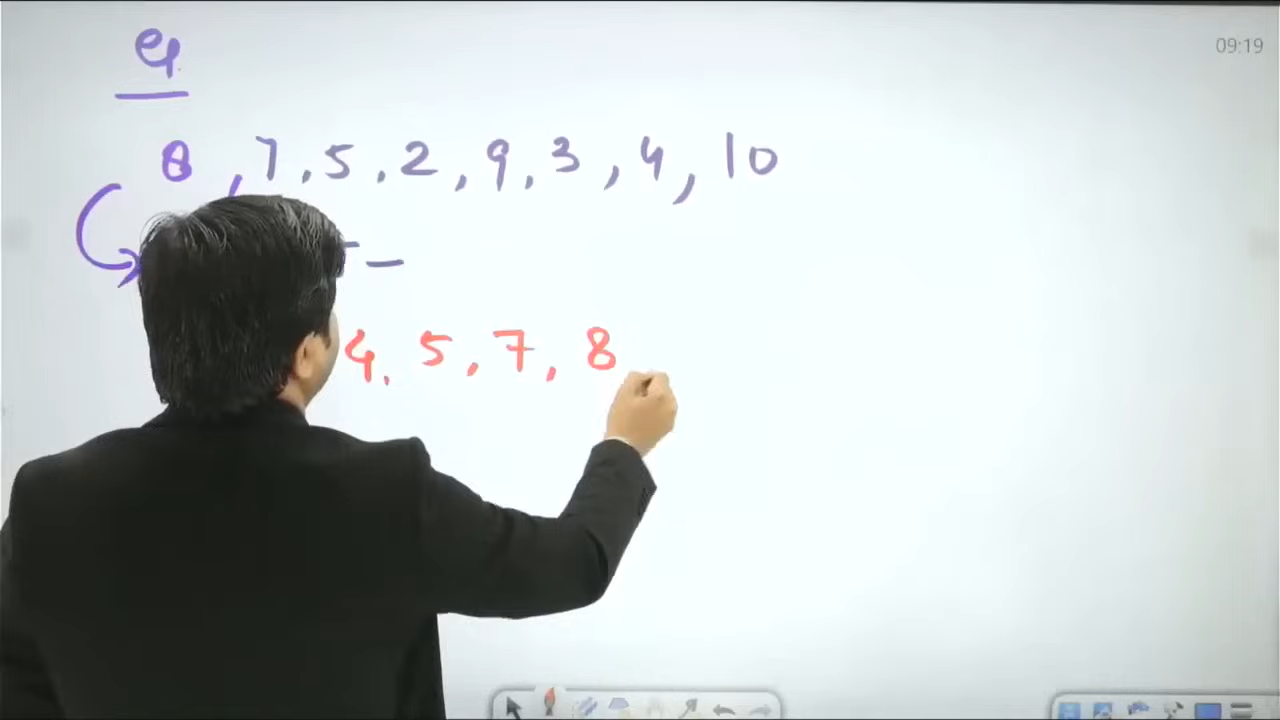 09:19
eg
8, 7, 5, 2, 9, 3, 4, 10
4, 5, 7, 8